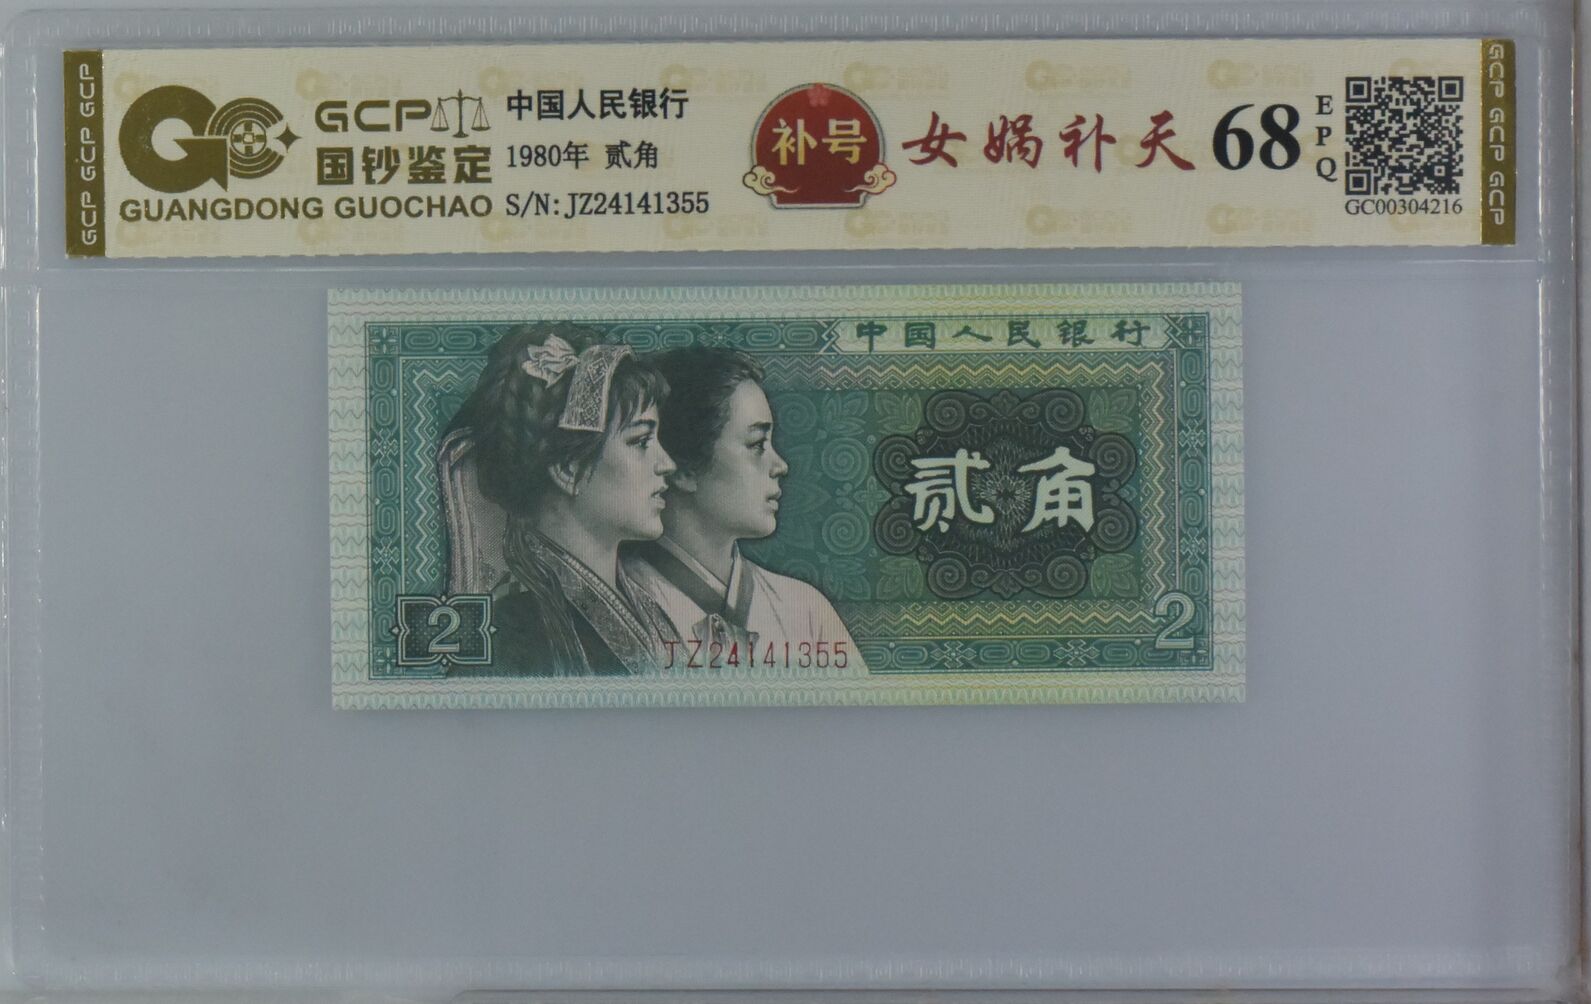 GCP GCP GCP
GC
GCP
国钞鉴定
GUANGDONG GUOCHAO
中国人民银行
1980年 贰角
S/N:JZ24141355
补号
女娲补天
68
EPQ
GC00304216
GCP GCP GCP
中国人民银行
贰角
2
2
JZ24141355